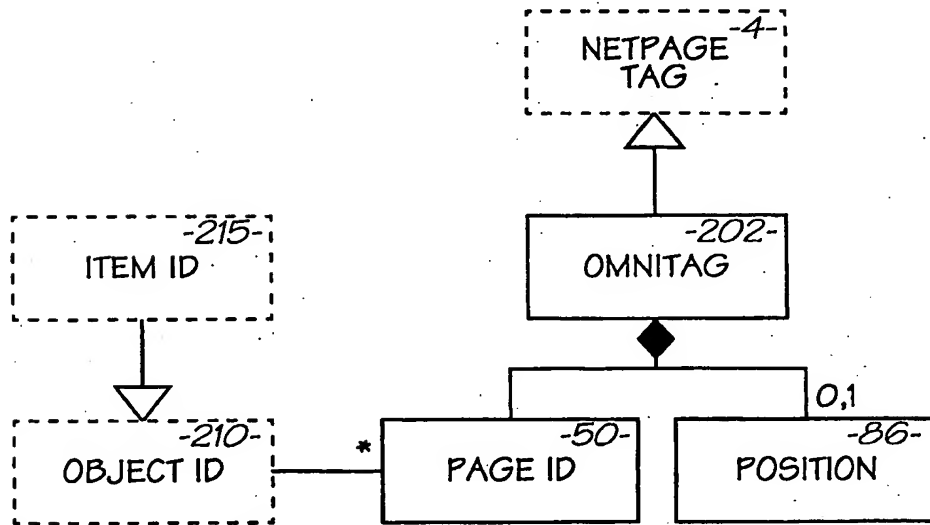 -4-
NETPAGE
TAG
-215-
ITEM ID
-202-
OMNITAG
0,1
-210-
OBJECT ID
*
-50-
PAGE ID
-86-
POSITION